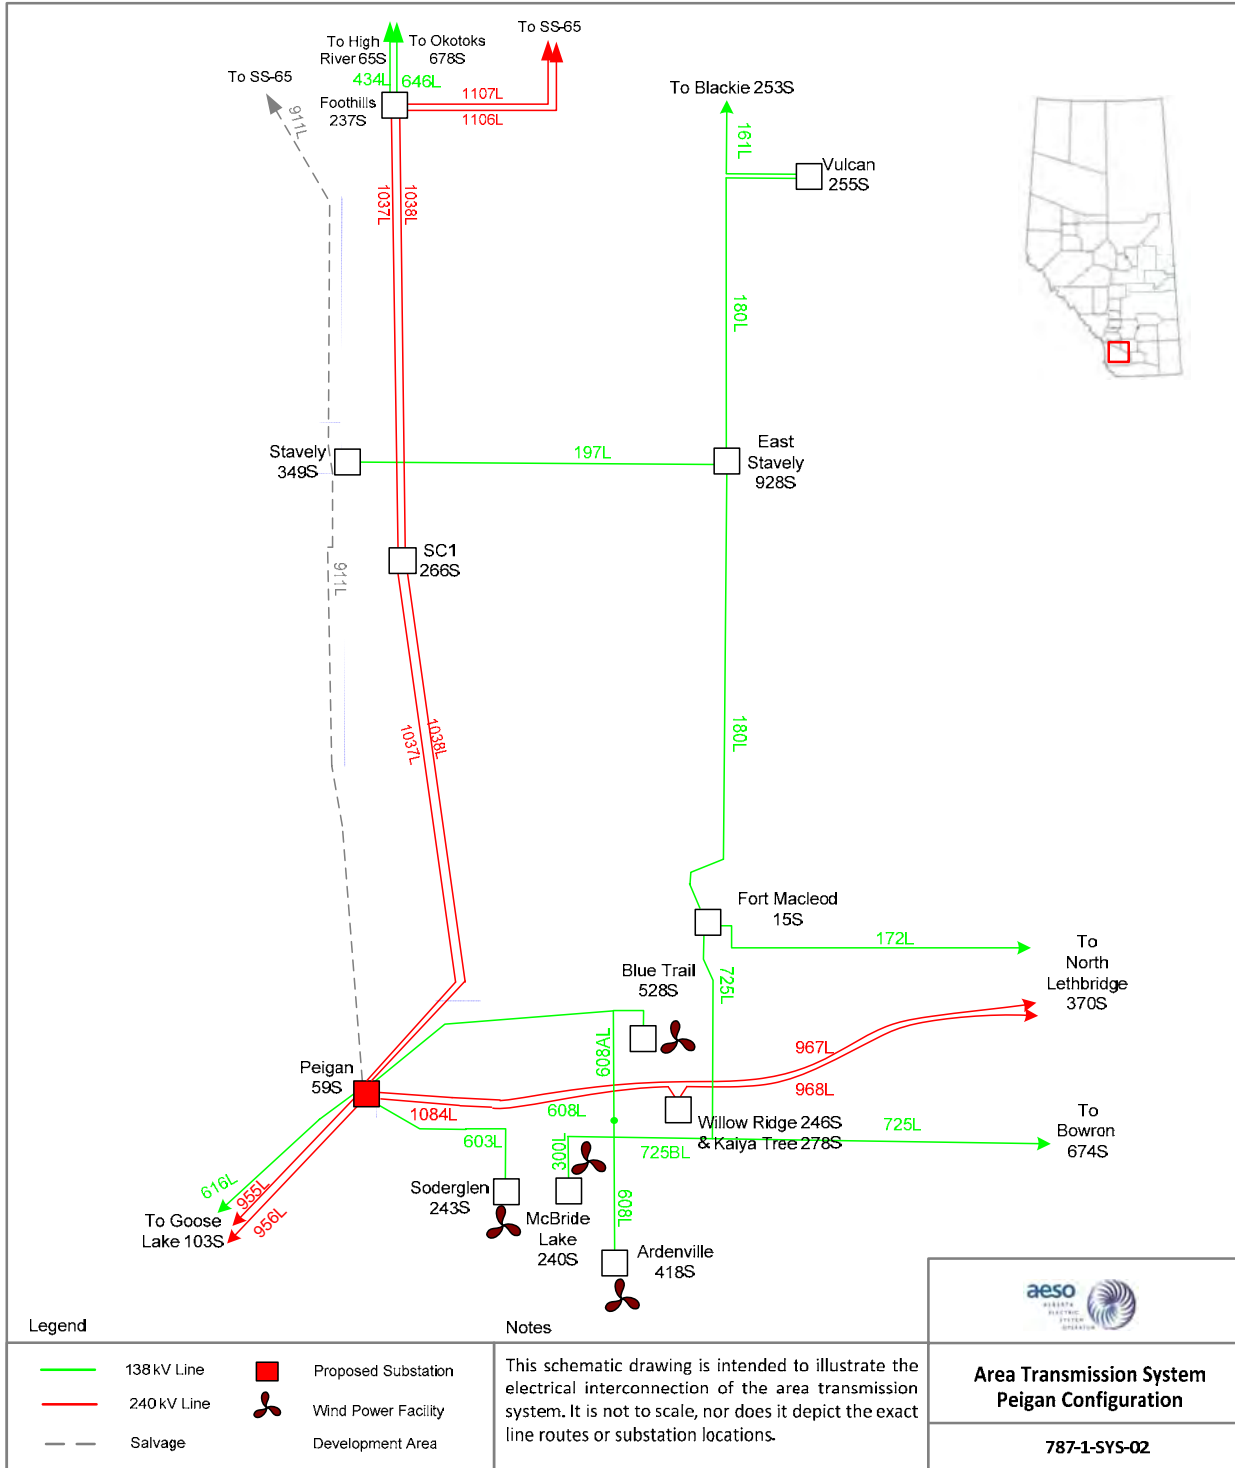 To High
River 65S
To Okotoks
678S
To SS-65
To SS-65
434L
646L
Foothills
237S
1107L
1106L
To Blackie 253S
911L
161L
Vulcan
255S
1037L
1038L
180L
Stavely
349S
197L
East
Stavely
928S
SC1
266S
911L
1037L
1038L
180L
Fort Macleod
15S
172L
To
North
Lethbridge
370S
Blue Trail
528S
725L
608AL
967L
968L
Peigan
59S
1084L
608L
603L
Willow Ridge 246S
& Kaiya Tree 278S
725L
725BL
300L
To
Bowron
674S
616L
955L
956L
To Goose
Lake 103S
Soderglen
243S
McBride
Lake
240S
608L
Ardenville
418S
Legend
138 kV Line
240 kV Line
Salvage
Proposed Substation
Wind Power Facility
Development Area
Notes
This schematic drawing is intended to illustrate the
electrical interconnection of the area transmission
system. It is not to scale, nor does it depict the exact
line routes or substation locations.
aeso
ALBERTA
ELECTRIC
SYSTEM
OPERATOR
Area Transmission System
Peigan Configuration
787-1-SYS-02